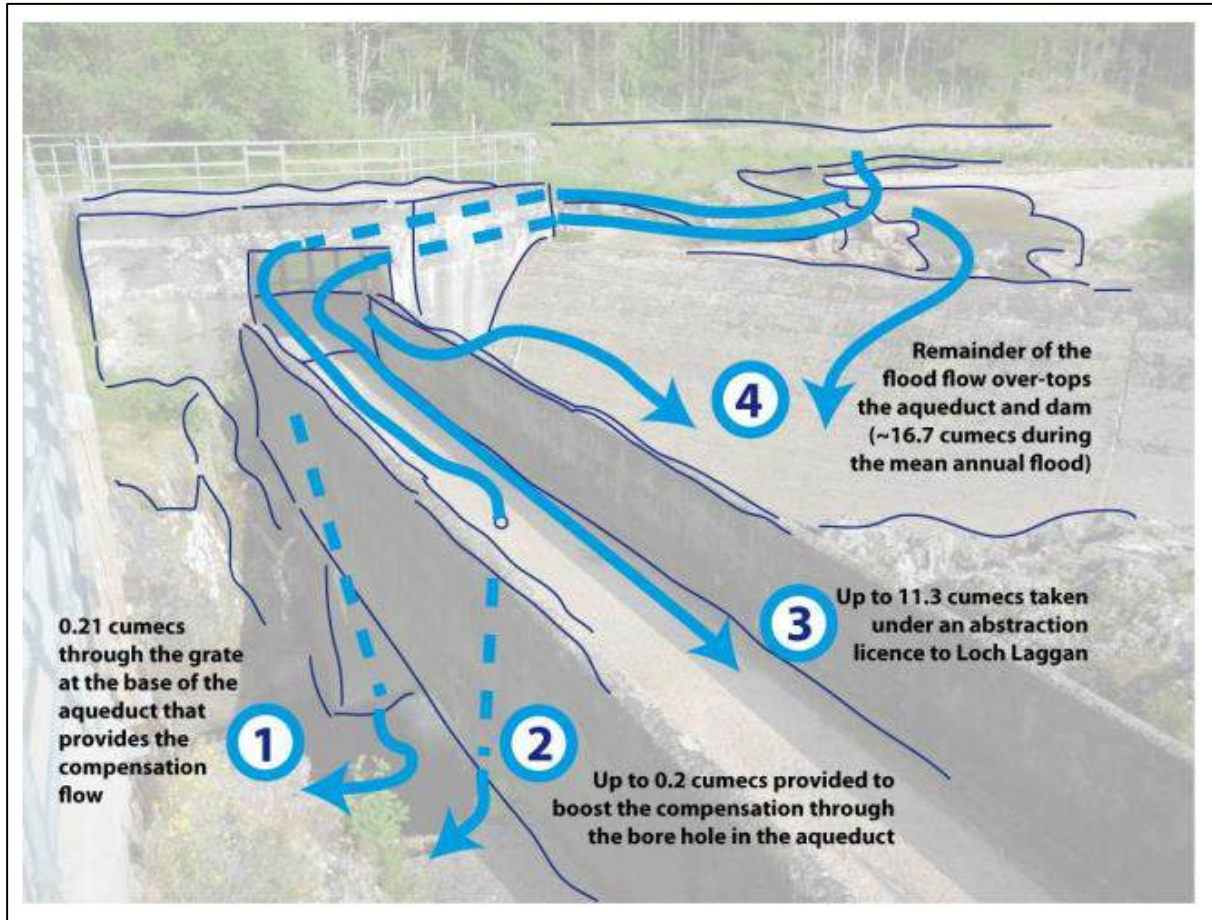 Remainder of the
flood flow over-tops
the aqueduct and dam
(~16.7 cumecs during
the mean annual flood)
4
Up to 11.3 cumecs taken
under an abstraction
licence to Loch Laggan
3
0.21 cumecs
through the grate
at the base of the
aqueduct that
provides the
compensation
flow
1
2
Up to 0.2 cumecs provided to
boost the compensation through
the bore hole in the aqueduct